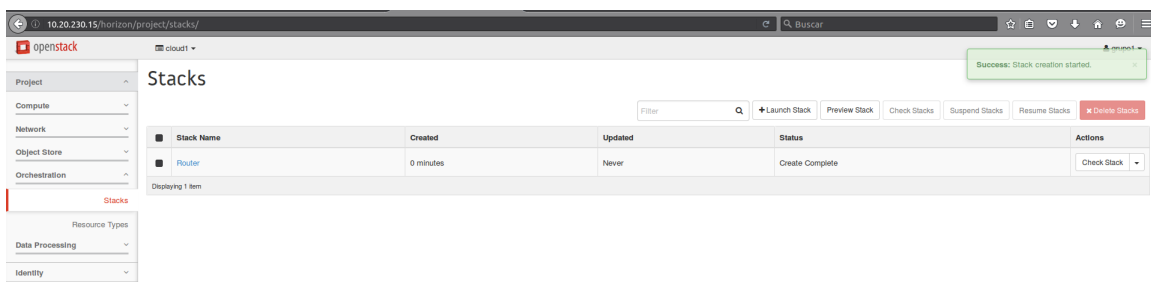 10.20.230.15/horizon/project/stacks/
Buscar
openstack
cloud1
grupo1
Success: Stack creation started.
Project
Compute
Network
Object Store
Orchestration
Stacks
Resource Types
Data Processing
Identity
Stacks
Filter
+ Launch Stack
Preview Stack
Check Stacks
Suspend Stacks
Resume Stacks
× Delete Stacks
Stack Name Created Updated Status Actions
Router 0 minutes Never Create Complete Check Stack
Displaying 1 item